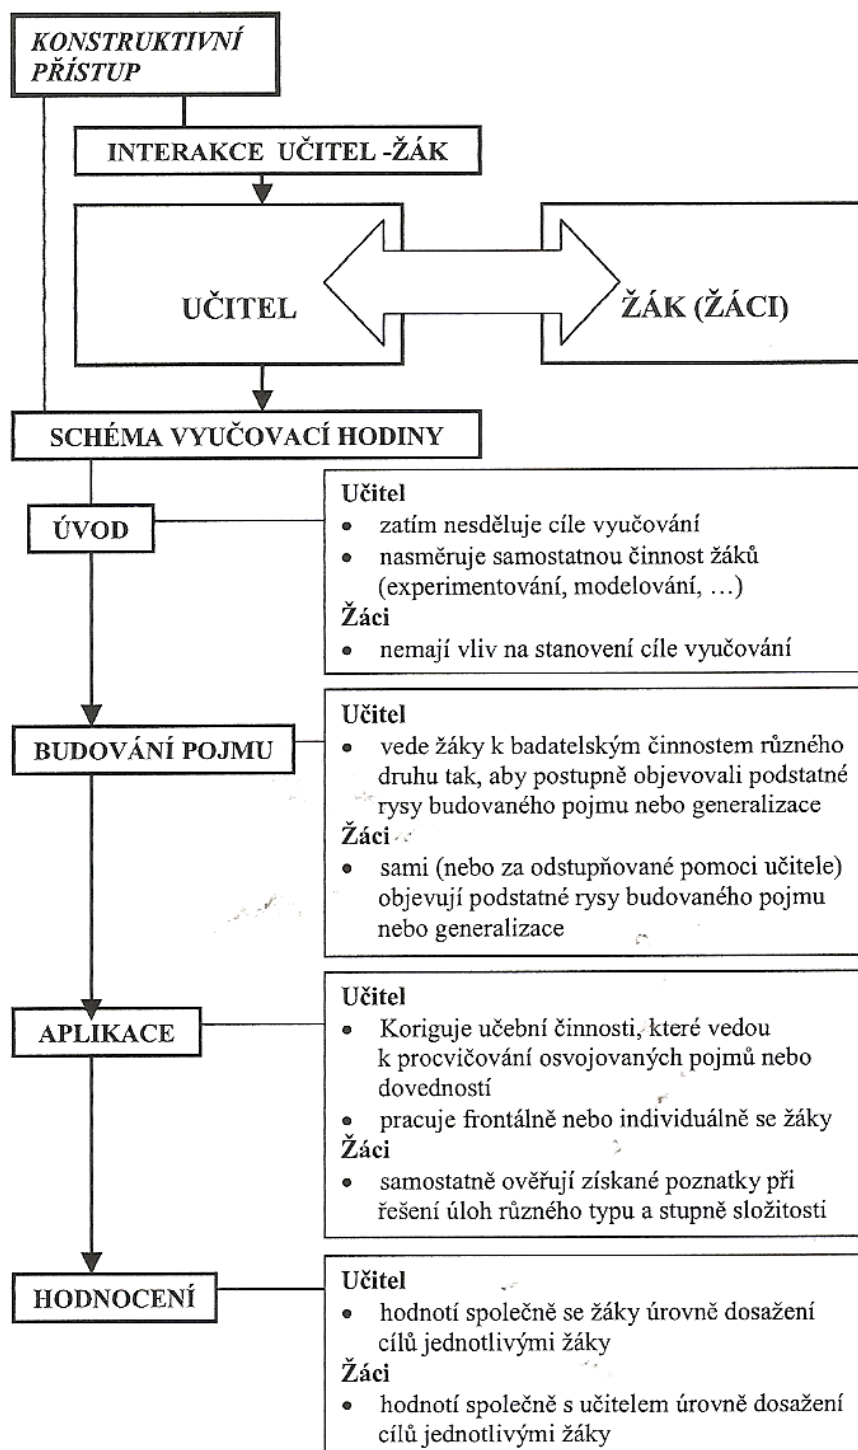 KONSTRUKTIVNÍ
PŘÍSTUP
INTERAKCE UČITEL -ŽÁK
UČITEL
ŽÁK (ŽÁCI)
SCHÉMA VYUČOVACÍ HODINY
ÚVOD
Učitel
• zatím nesděluje cíle vyučování
• nasměruje samostatnou činnost žáků
(experimentování, modelování, …)
Žáci
• nemají vliv na stanovení cíle vyučování
BUDOVÁNÍ POJMU
Učitel
• vede žáky k badatelským činnostem různého
druhu tak, aby postupně objevovali podstatné
rysy budovaného pojmu nebo generalizace
Žáci
• sami (nebo za odstupňované pomoci učitele)
objevují podstatné rysy budovaného pojmu
nebo generalizace
APLIKACE
Učitel
• Koriguje učební činnosti, které vedou
k procvičování osvojovaných pojmů nebo
dovedností
• pracuje frontálně nebo individuálně se žáky
Žáci
• samostatně ověřují získané poznatky při
řešení úloh různého typu a stupně složitosti
HODNOCENÍ
Učitel
• hodnotí společně se žáky úrovně dosažení
cílů jednotlivými žáky
Žáci
• hodnotí společně s učitelem úrovně dosažení
cílů jednotlivými žáky